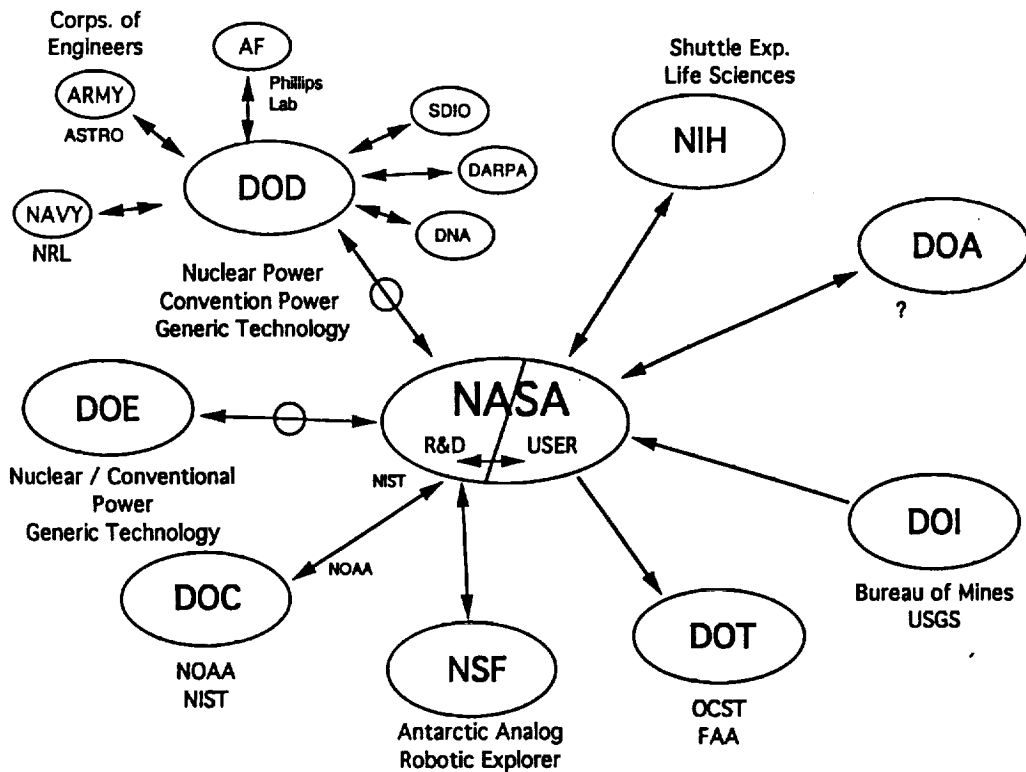 Corps. of
Engineers
AF
Shuttle Exp.
Life Sciences
ARMY
Phillips
Lab
ASTRO
SDIO
NIH
DOD
DARPA
NAVY
NRL
DNA
DOA
?
Nuclear Power
Convention Power
Generic Technology
NASA
R&D
USER
DOE
Nuclear / Conventional
Power
Generic Technology
NIST
NOAA
DOC
NOAA
NIST
NSF
Antarctic Analog
Robotic Explorer
DOT
OCST
FAA
DOI
Bureau of Mines
USGS